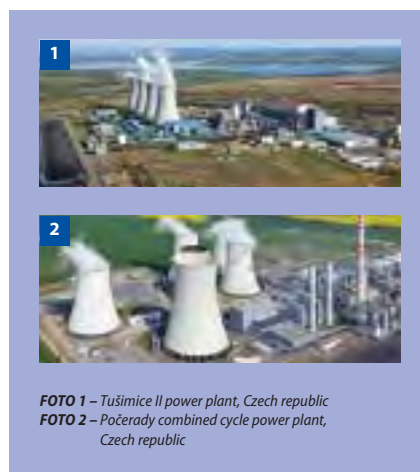 1
2
FOTO 1 – Tušimice II power plant, Czech republic
FOTO 2 – Počerady combined cycle power plant,
Czech republic